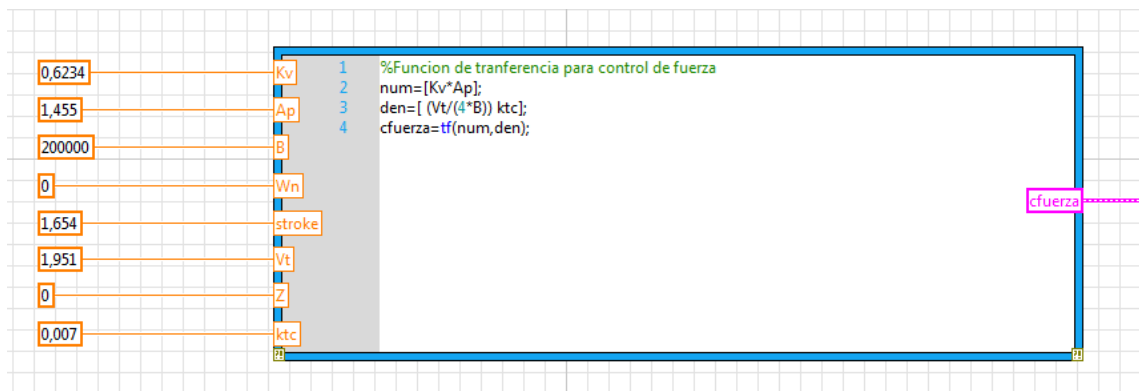 0,6234 Kv
1,455 Ap
200000 B
0 Wn
1,654 stroke
1,951 Vt
0 Z
0,007 ktc
1 %Funcion de tranferencia para control de fuerza
2 num=[Kv*Ap];
3 den=[ (Vt/(4*B)) ktc];
4 cfuerza=tf(num,den);
cfuerza